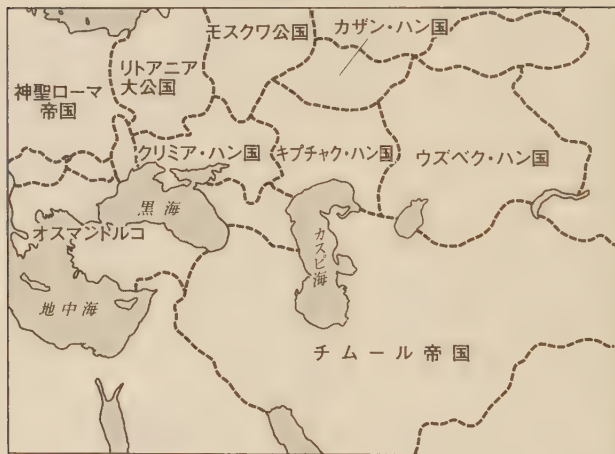 モスクワ公国
カザン・ハン国
リトアニア
大公国
神聖ローマ
帝国
クリミア・ハン国
キプチャク・ハン国
ウズベク・ハン国
黒海
オスマントルコ
カスピ海
地中海
チムール帝国